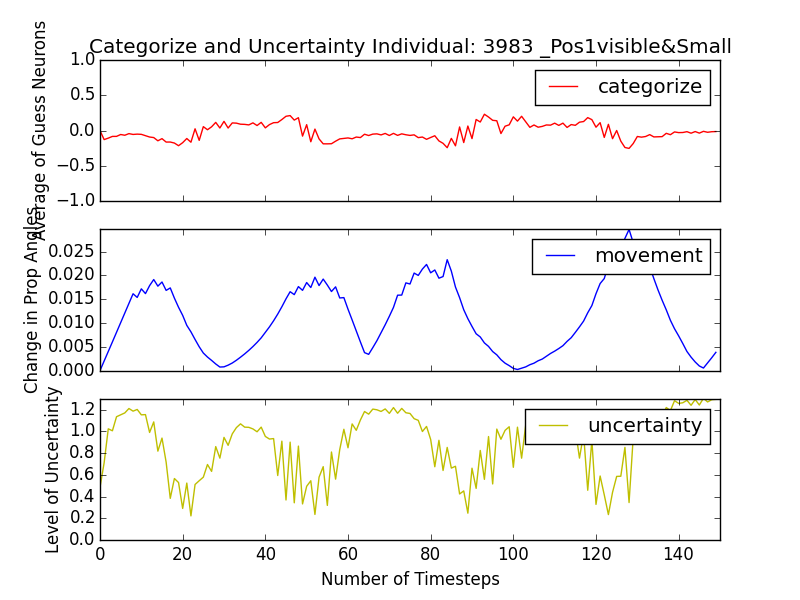 Categorize and Uncertainty Individual: 3983 _Pos1visible&Small
Average of Guess Neurons
1.0
0.5
0.0
−0.5
−1.0
categorize
Change in Prop Angles
0.025
0.020
0.015
0.010
0.005
0.000
movement
Level of Uncertainty
1.2
1.0
0.8
0.6
0.4
0.2
0.0
uncertainty
0 20 40 60 80 100 120 140
Number of Timesteps